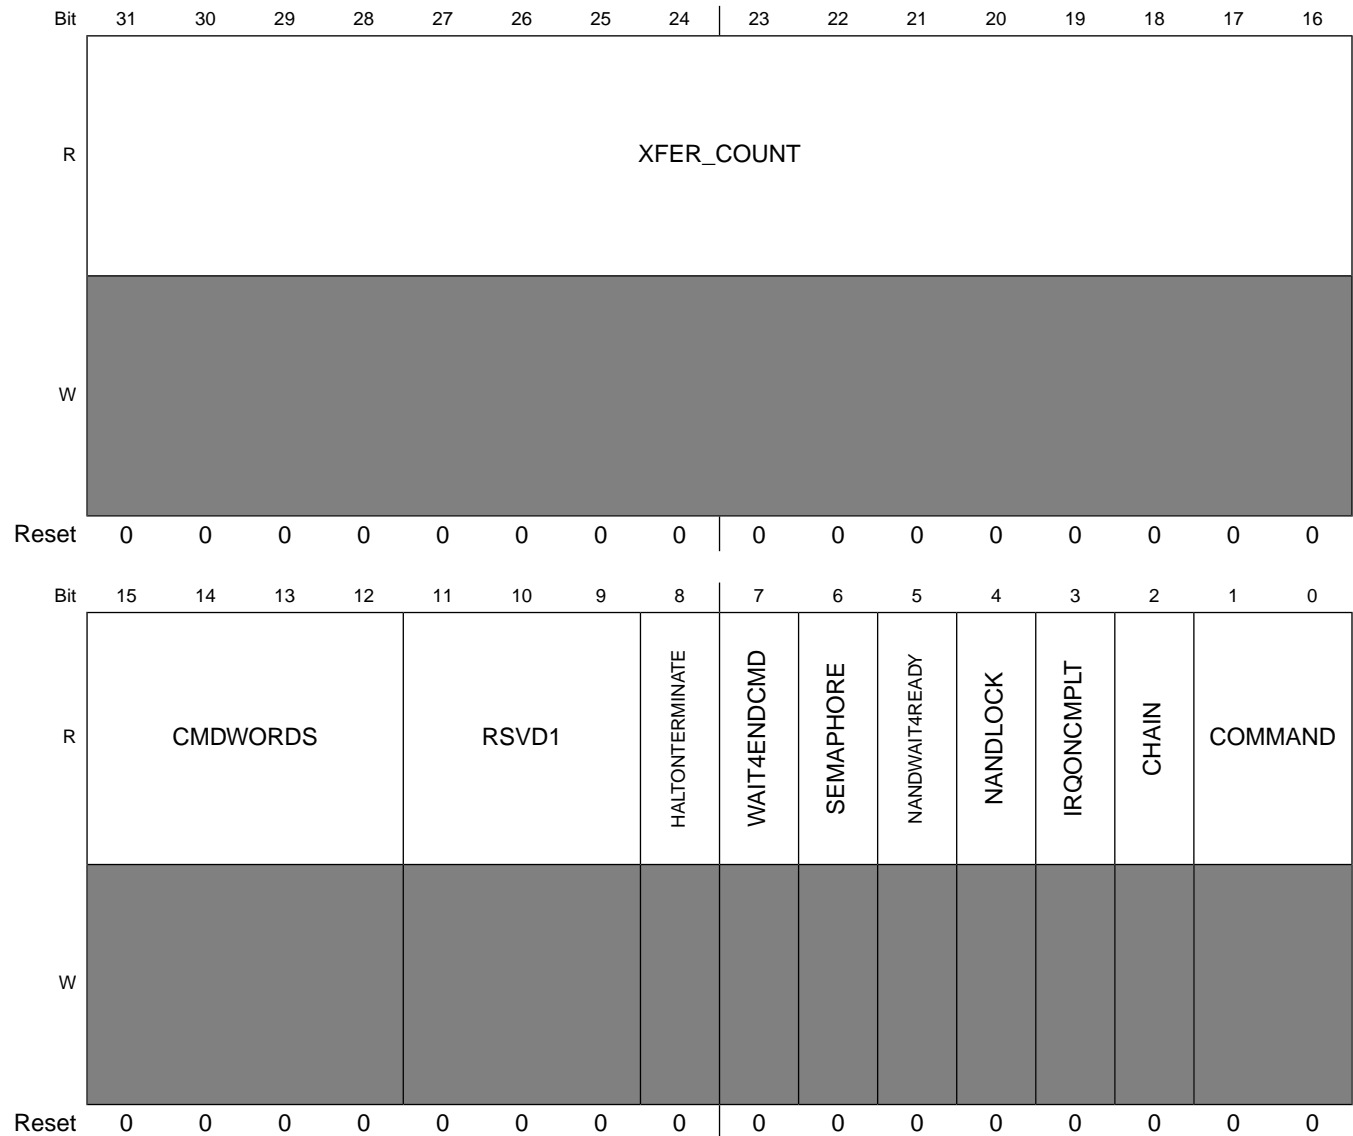 Bit 31 30 29 28 27 26 25 24 23 22 21 20 19 18 17 16
R XFER_COUNT
W
Reset 0 0 0 0 0 0 0 0 0 0 0 0 0 0 0 0
Bit 15 14 13 12 11 10 9 8 7 6 5 4 3 2 1 0
R CMDWORDS RSVD1 HALTONTERMINATE WAIT4ENDCMD SEMAPHORE NANDWAIT4READY NANDLOCK IRQONCMPLT CHAIN COMMAND
W
Reset 0 0 0 0 0 0 0 0 0 0 0 0 0 0 0 0